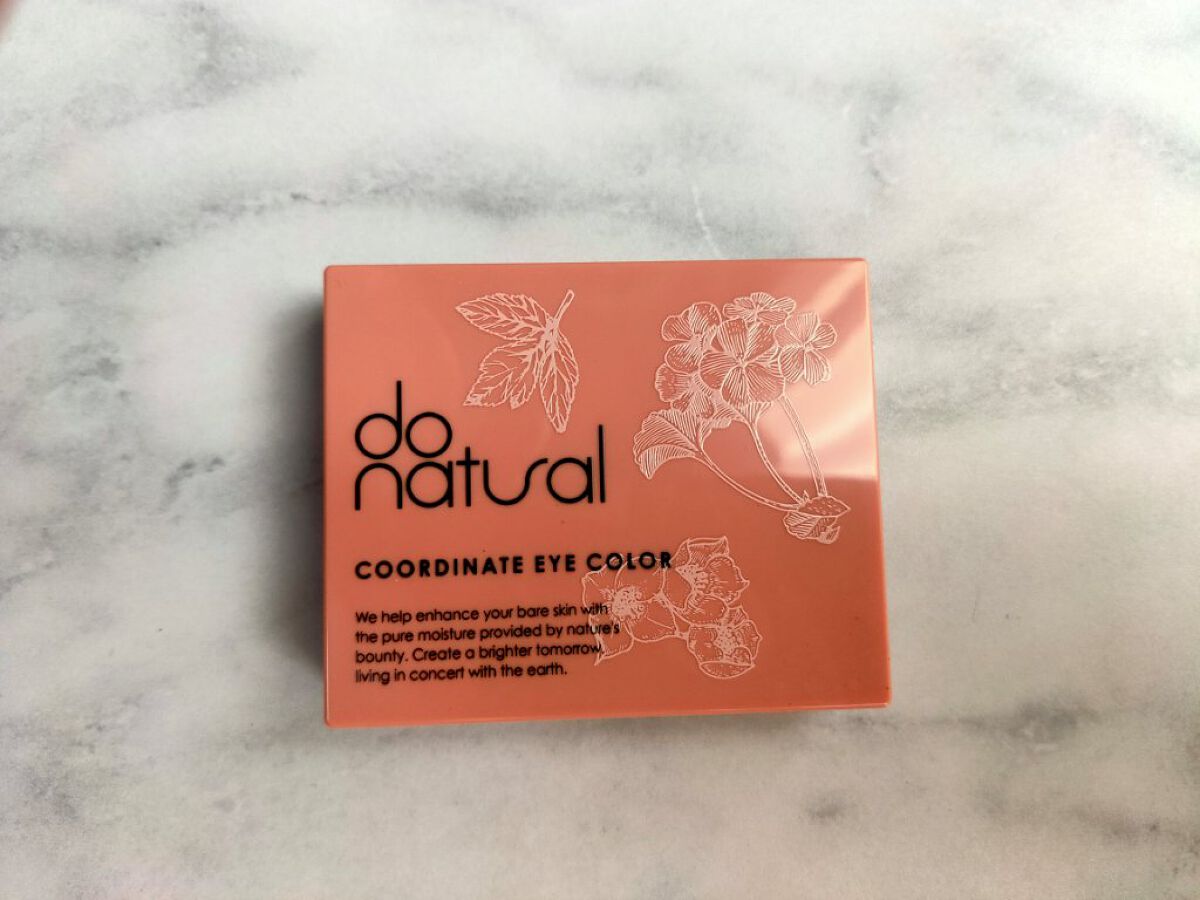 do
natural
COORDINATE EYE COLOR
We help enhance your bare skin with
the pure moisture provided by nature's
bounty. Create a brighter tomorrow,
living in concert with the earth.